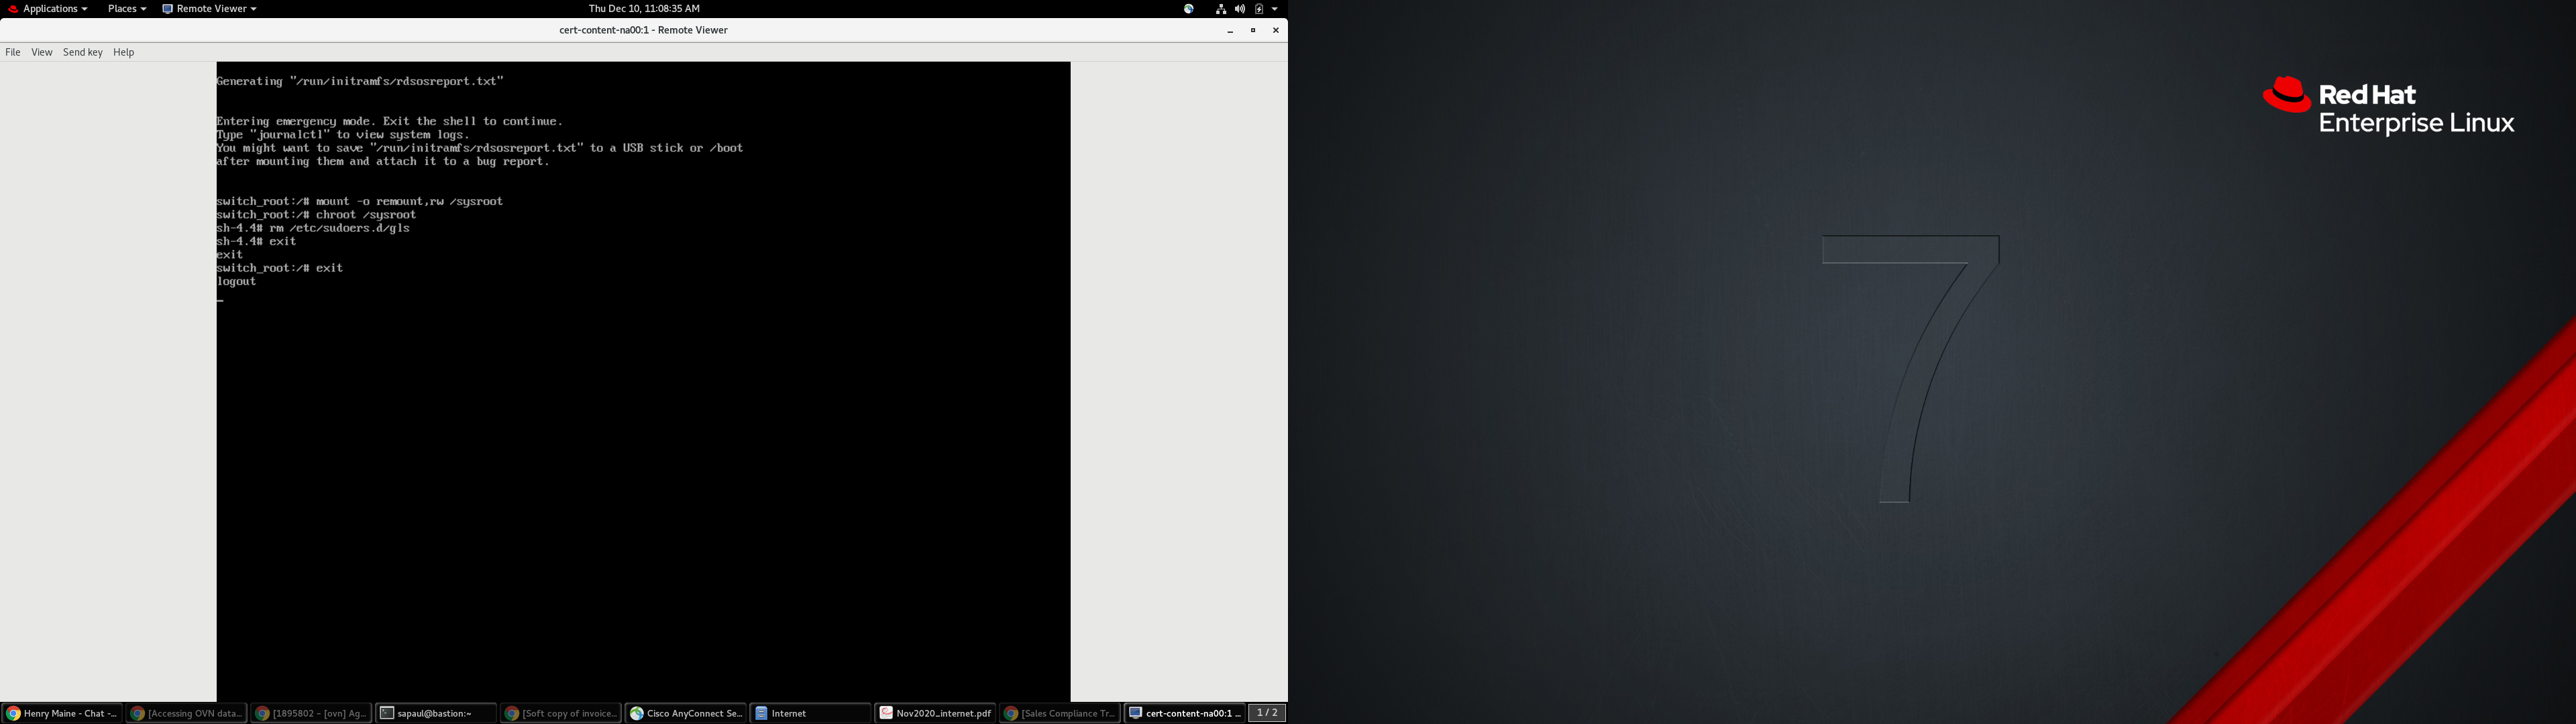 Applications Places Remote Viewer Thu Dec 10, 11:08:35 AM
cert-content-na00:1 - Remote Viewer
File View Send key Help
Generating "/run/initramfs/rdsosreport.txt"
Entering emergency mode. Exit the shell to continue.
Type "journalctl" to view system logs.
You might want to save "/run/initramfs/rdsosreport.txt" to a USB stick or /boot
after mounting them and attach it to a bug report.
switch_root:/# mount -o remount,rw /sysroot
switch_root:/# chroot /sysroot
sh-4.4# rm /etc/sudoers.d/gls
sh-4.4# exit
exit
switch_root:/# exit
logout
Henry Maine - Chat -... [Accessing OVN data... [1895802 – [ovn] Ag... sapaul@bastion:~ [Soft copy of invoice... Cisco AnyConnect Se... Internet Nov2020_internet.pdf [Sales Compliance Tr... cert-content-na00:1 ... 1 / 2
Red Hat
Enterprise Linux
7